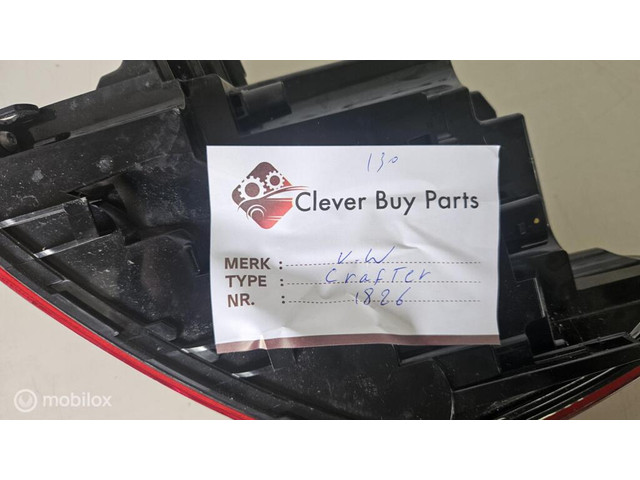 130
Clever Buy Parts
MERK : V.W
TYPE : CrafTer
NR. : 1826
mobilox